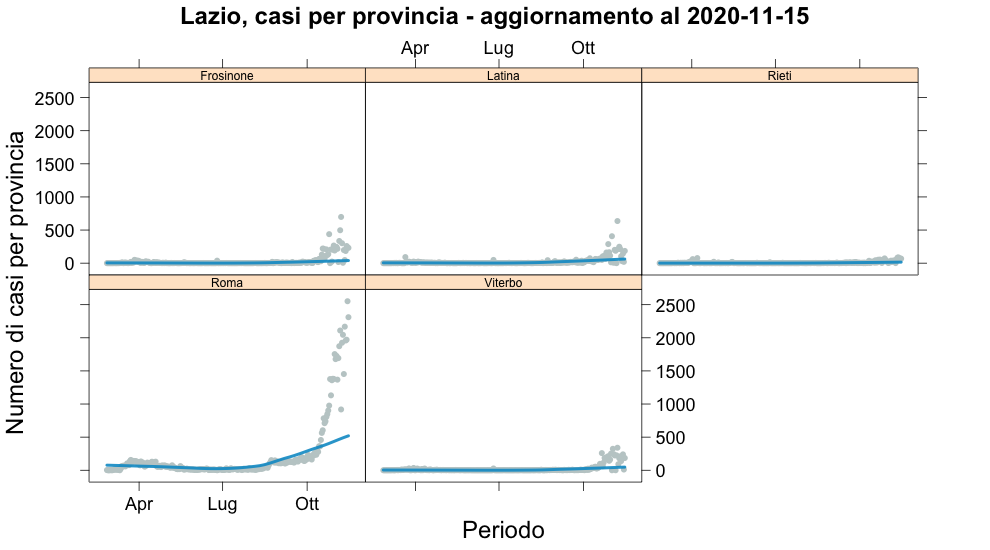 Lazio, casi per provincia - aggiornamento al 2020-11-15
Apr Lug Ott
Frosinone Latina Rieti
2500
2000
1500
1000
500
0
Numero di casi per provincia
Roma Viterbo
2500
2000
1500
1000
500
0
Apr Lug Ott
Periodo